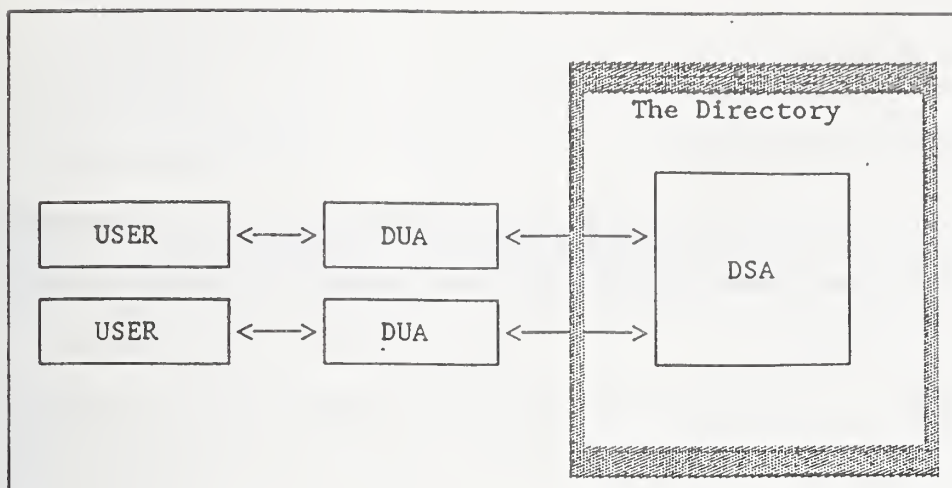 The Directory
USER
DUA
DSA
USER
DUA